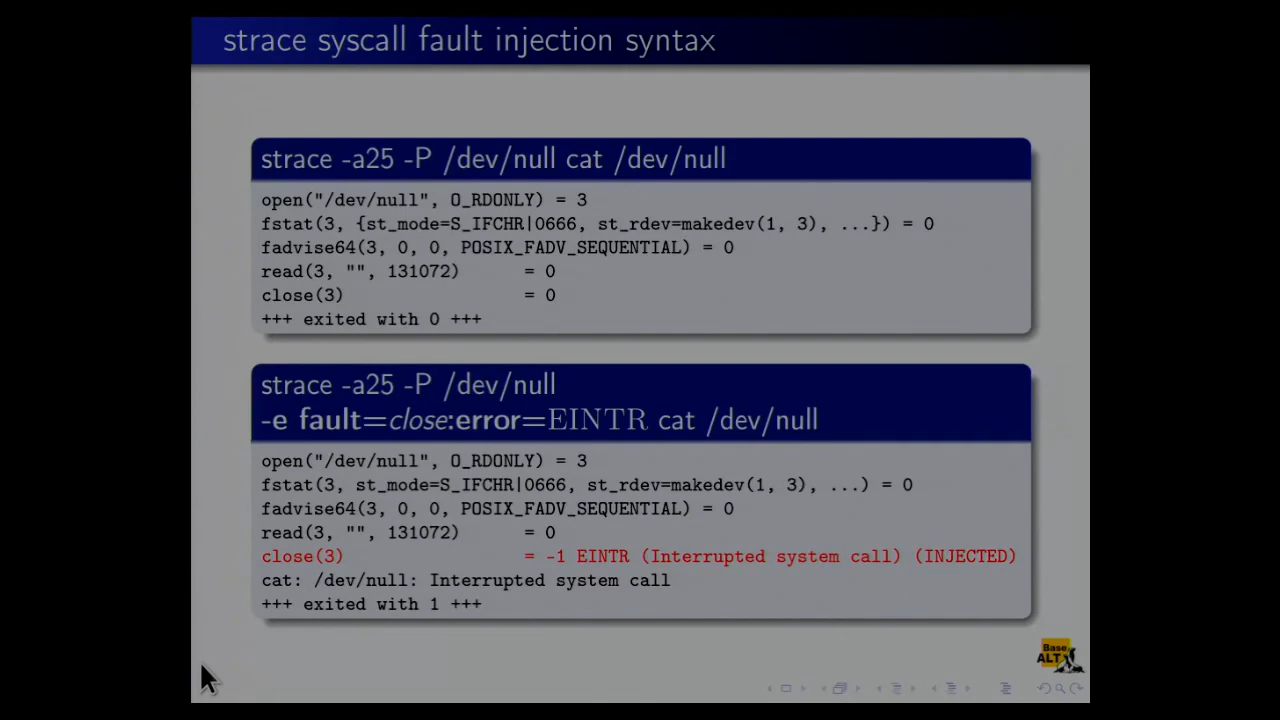 strace syscall fault injection syntax
strace -a25 -P /dev/null cat /dev/null
open("/dev/null", O_RDONLY) = 3
fstat(3, {st_mode=S_IFCHR|0666, st_rdev=makedev(1, 3), ...}) = 0
fadvise64(3, 0, 0, POSIX_FADV_SEQUENTIAL) = 0
read(3, "", 131072) = 0
close(3) = 0
+++ exited with 0 +++
strace -a25 -P /dev/null
-e fault=close:error=EINTR cat /dev/null
open("/dev/null", O_RDONLY) = 3
fstat(3, st_mode=S_IFCHR|0666, st_rdev=makedev(1, 3), ...) = 0
fadvise64(3, 0, 0, POSIX_FADV_SEQUENTIAL) = 0
read(3, "", 131072) = 0
close(3) = -1 EINTR (Interrupted system call) (INJECTED)
cat: /dev/null: Interrupted system call
+++ exited with 1 +++
Base
ALT